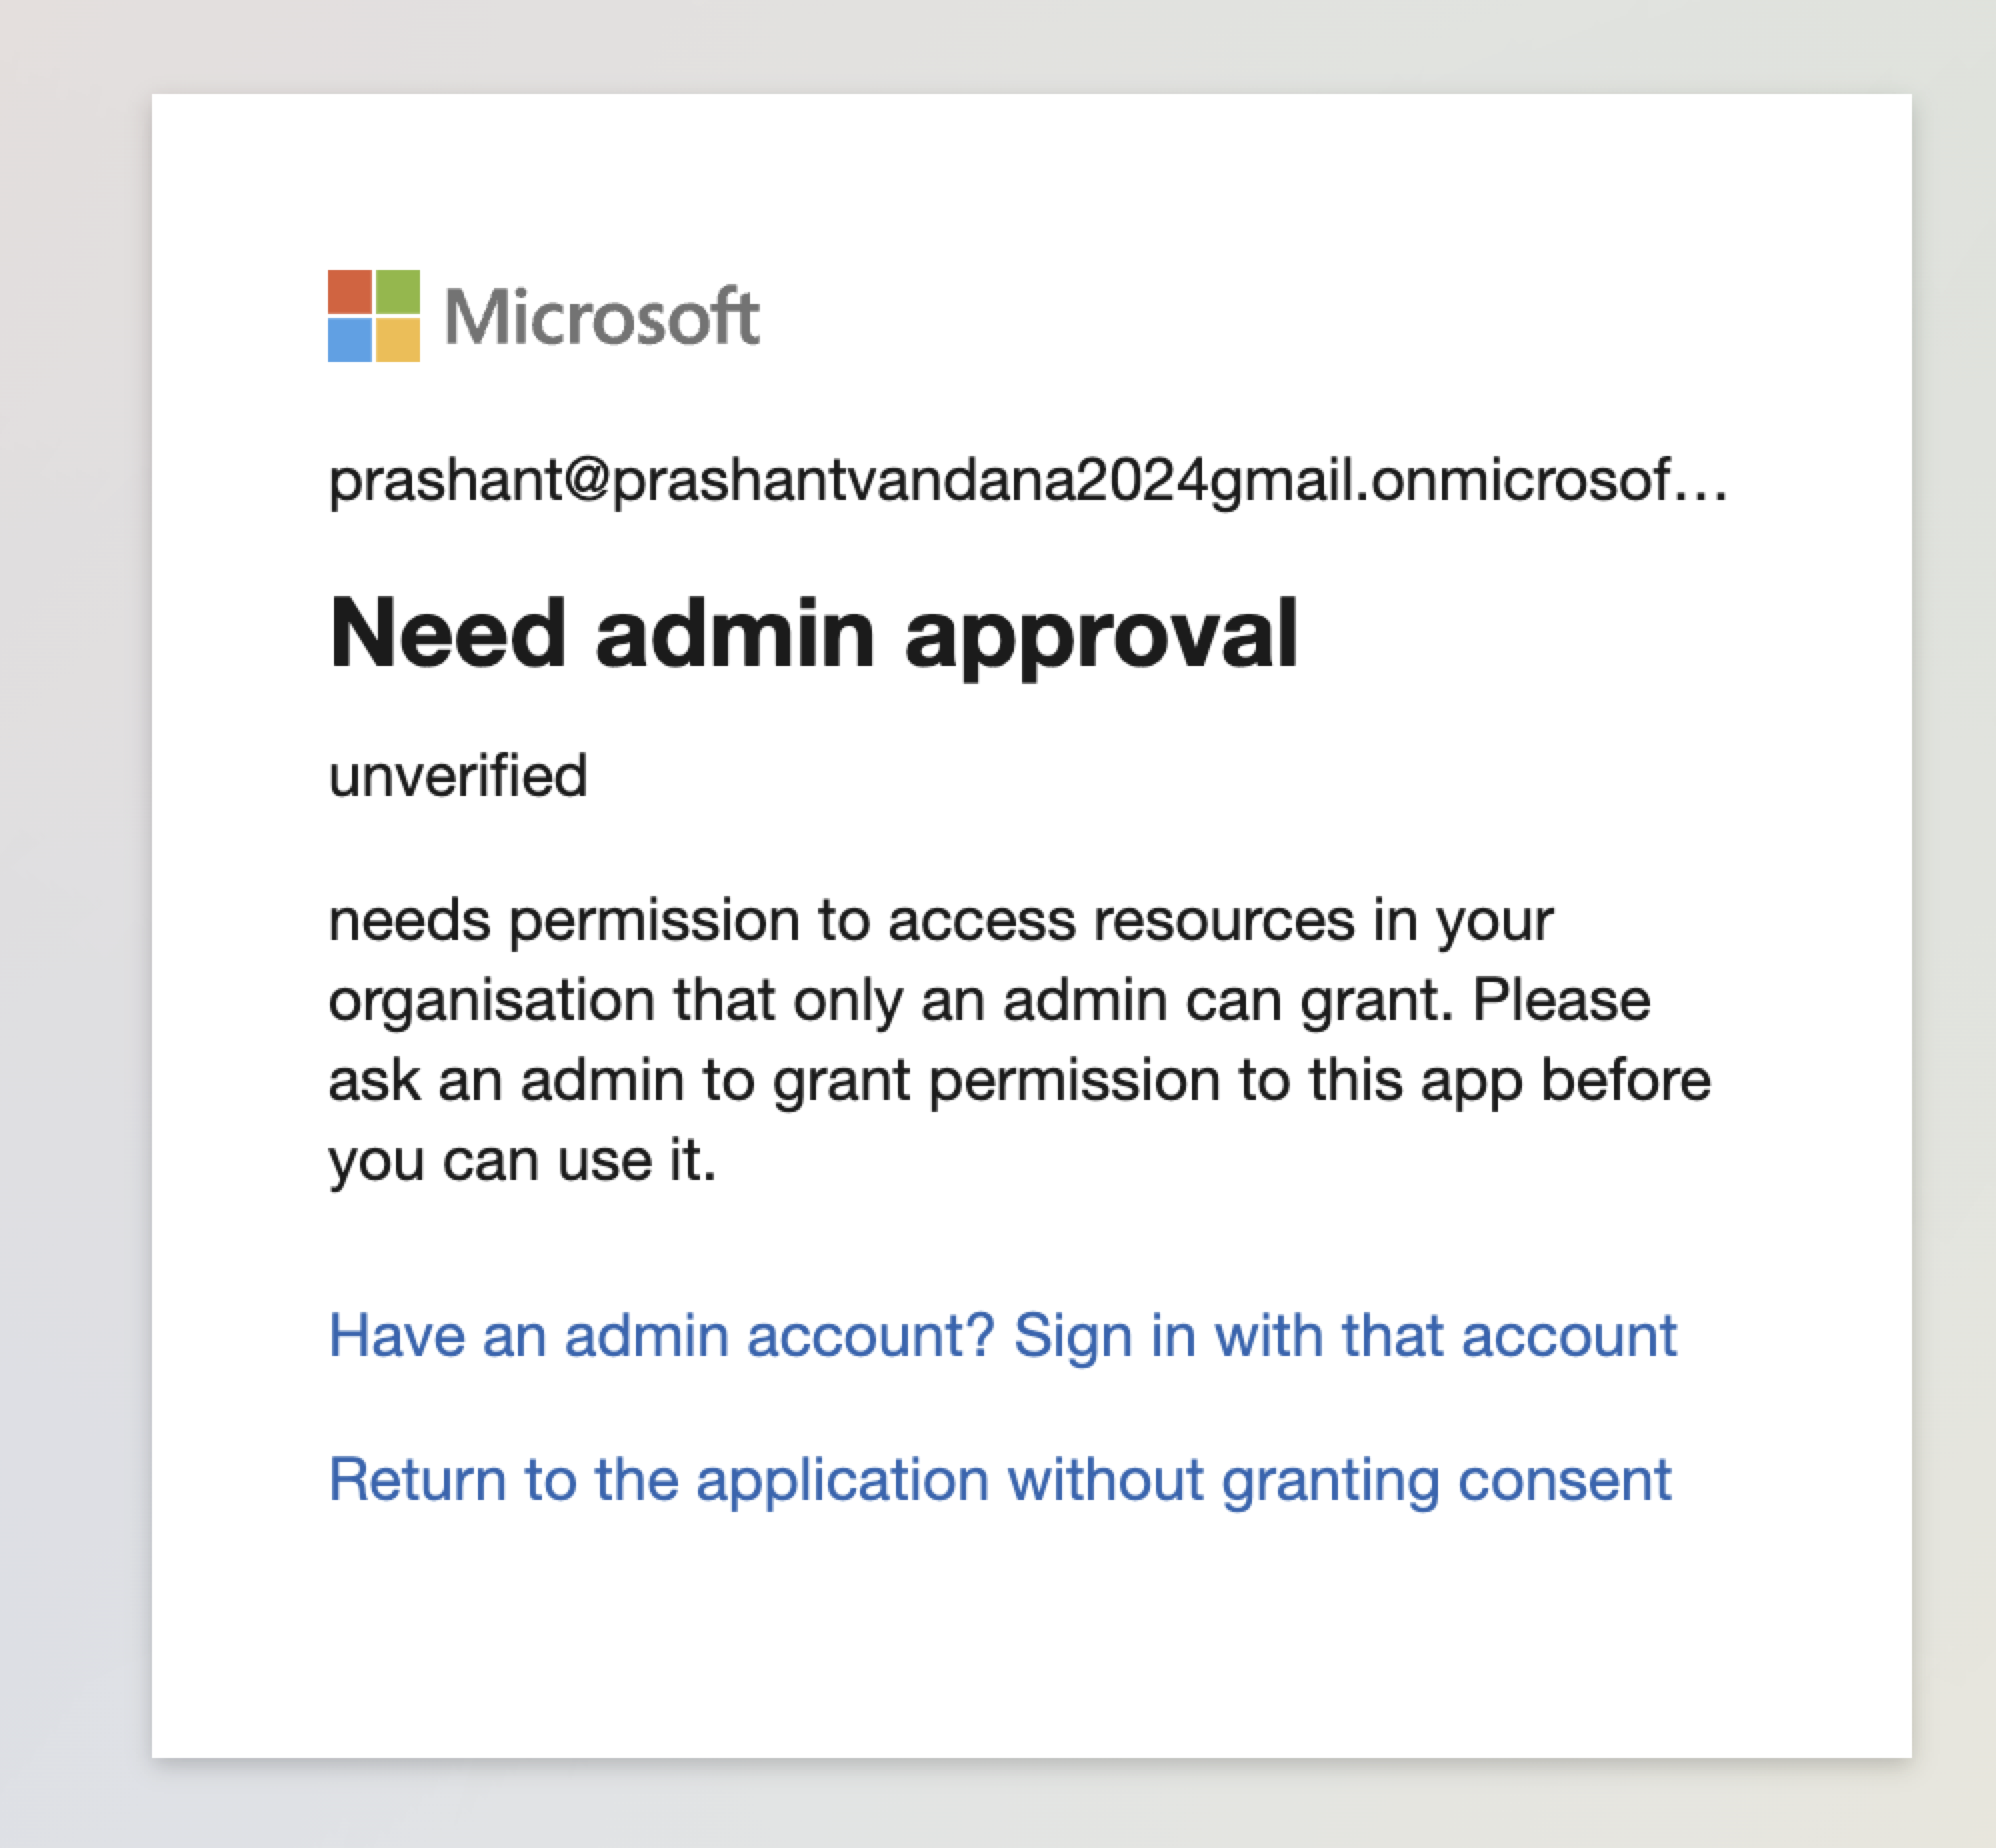 Microsoft
prashant@prashantvandana2024gmail.onmicrosof...
Need admin approval
unverified
needs permission to access resources in your
organisation that only an admin can grant. Please
ask an admin to grant permission to this app before
you can use it.
Have an admin account? Sign in with that account
Return to the application without granting consent